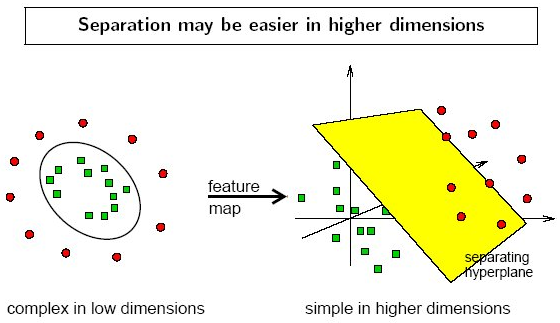 Separation may be easier in higher dimensions
feature
map
separating
hyperplane
complex in low dimensions
simple in higher dimensions